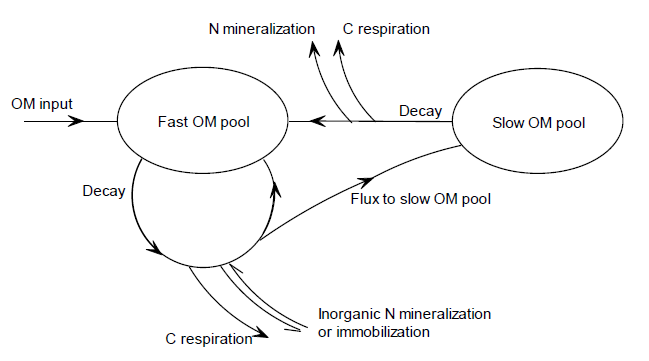 N mineralization
C respiration
OM input
Fast OM pool
Decay
Slow OM pool
Decay
Flux to slow OM pool
Inorganic N mineralization
or immobilization
C respiration